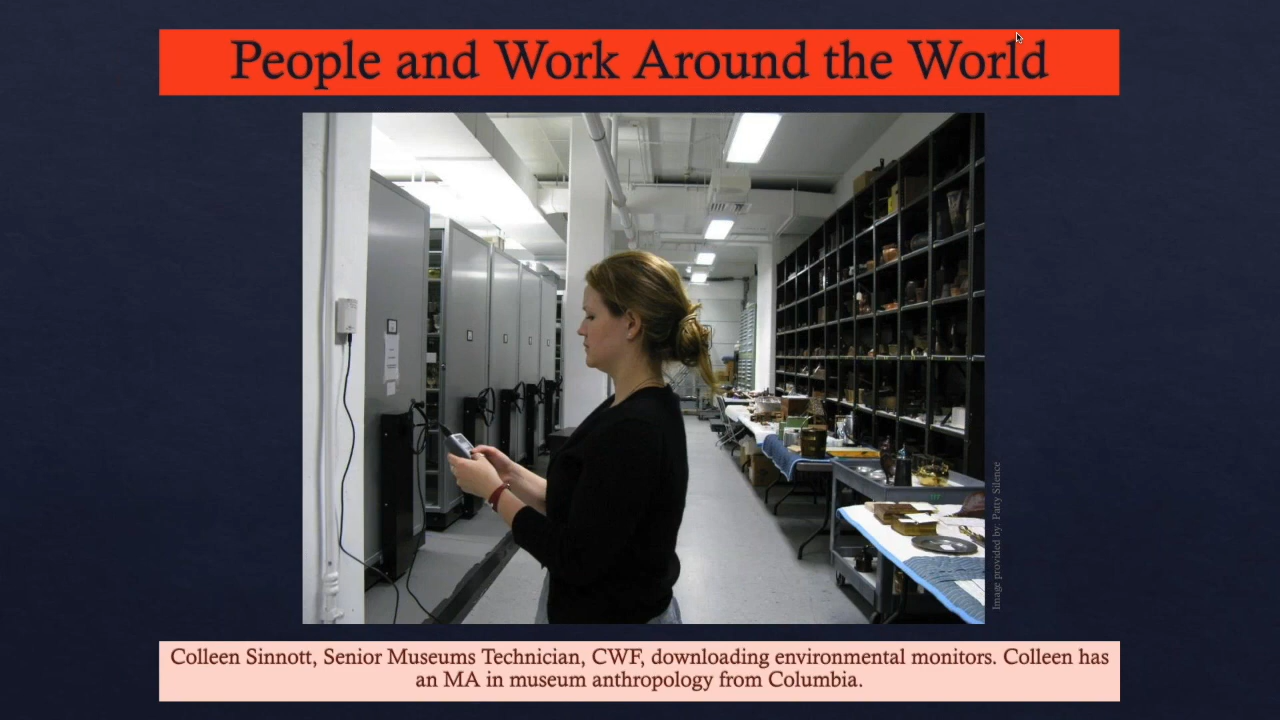 People and Work Around the World
Image provided by: Patty Silence
Colleen Sinnott, Senior Museums Technician, CWF, downloading environmental monitors. Colleen has
an MA in museum anthropology from Columbia.